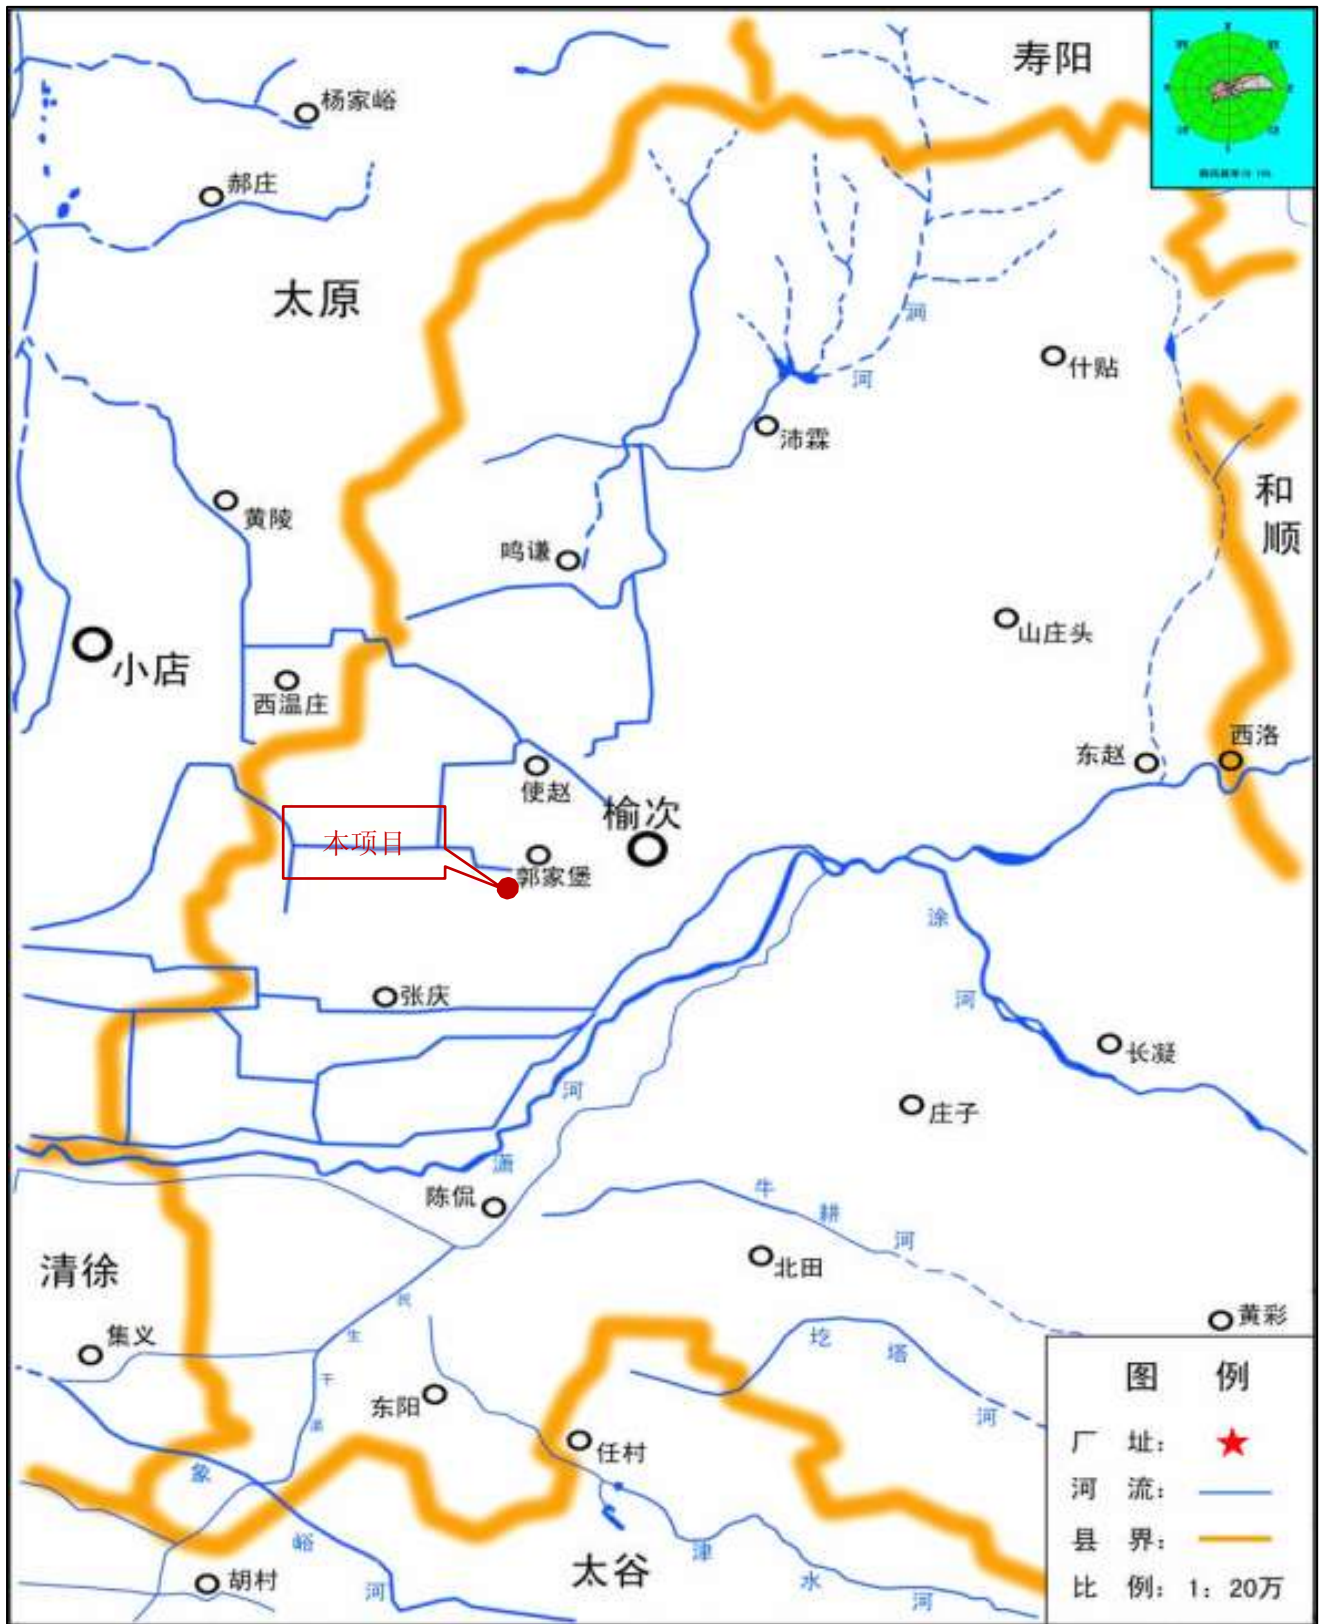 寿阳
杨家峪
郝庄
太原
涧
河
什贴
沛霖
黄陵
鸣谦
和
顺
小店
山庄头
西温庄
东赵
西洛
使赵
榆次
本项目
郭家堡
涂
河
张庆
长凝
河
庄子
潇
陈侃
牛
耕
河
清徐
北田
民
生
干
渠
集义
黄彩
圪
塔
河
东阳
任村
象
峪
河
太谷
津
水
河
胡村
图 例
厂 址：
河 流：
县 界：
比 例：1：20万